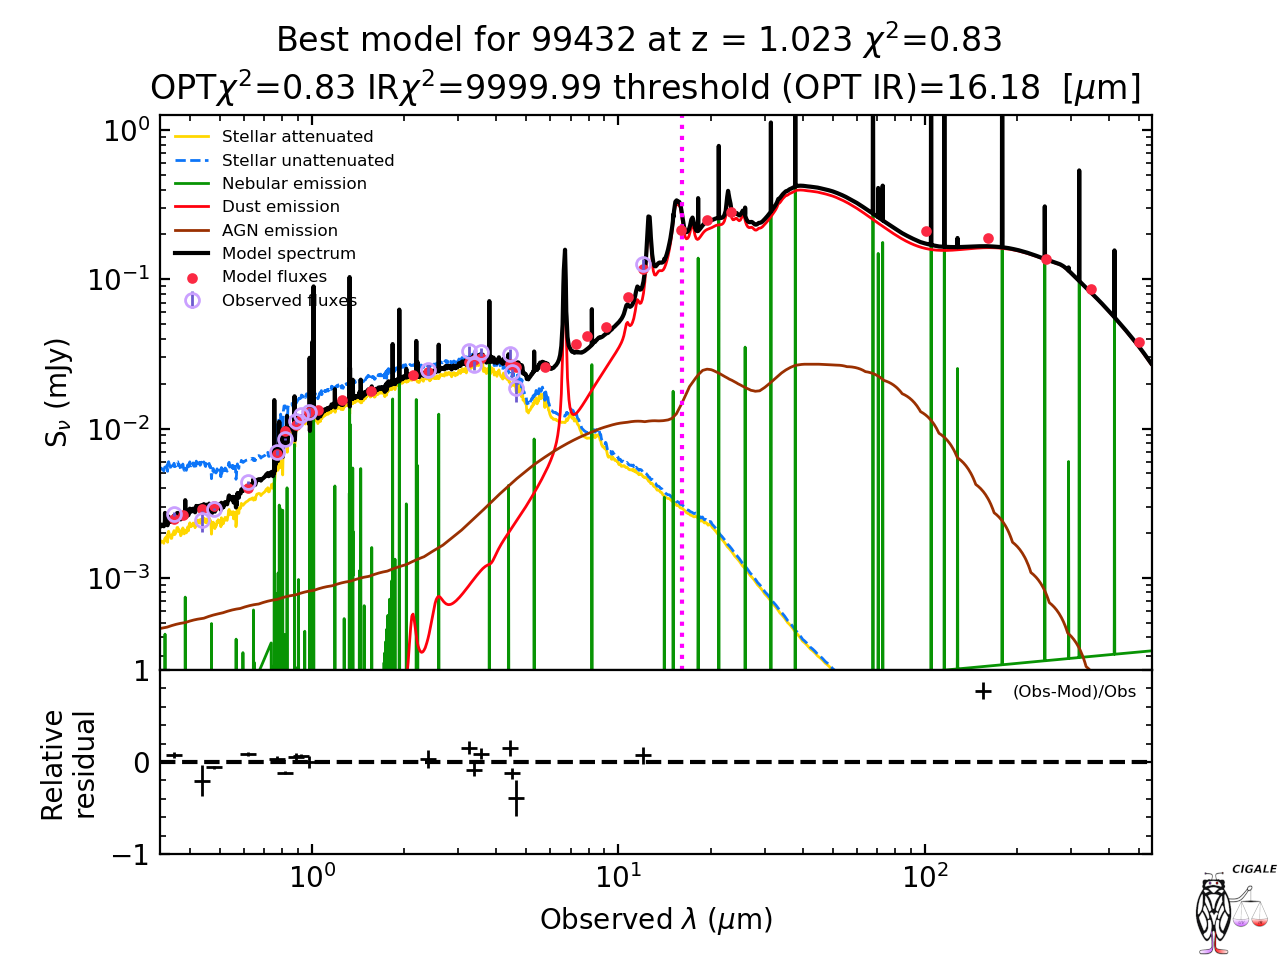 Best model for 99432 at z = 1.023 χ²=0.83
OPTχ²=0.83 IRχ²=9999.99 threshold (OPT IR)=16.18 [μm]
Stellar attenuated
Stellar unattenuated
Nebular emission
Dust emission
AGN emission
Model spectrum
Model fluxes
Observed fluxes
10⁰
10⁻¹
10⁻²
10⁻³
S_ν (mJy)
1
0
−1
Relative
residual
(Obs-Mod)/Obs
10⁰ 10¹ 10²
Observed λ (μm)
CIGALE